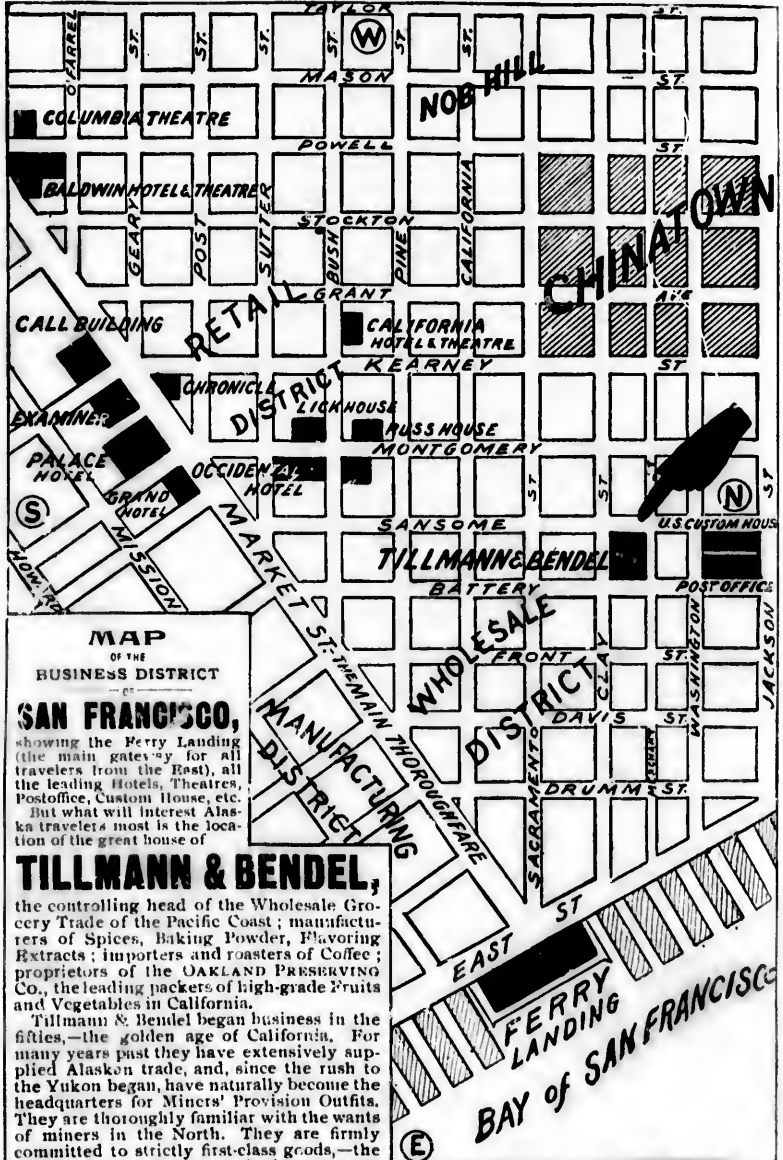 TAYLOR ST.
O'FARREL
ST.
ST.
ST.
ST.
ST.
ST.
W
MASON ST.
NOB HILL
COLUMBIA THEATRE
POWELL ST.
BALDWIN HOTEL & THEATRE
GEARY
POST
SUTTER
STOCKTON
BUSH
PINE
CALIFORNIA
CHINATOWN
GRANT AVE
RETAIL
DISTRICT
CALL BUILDING
CALIFORNIA
HOTEL & THEATRE
KEARNEY ST
CHRONICLE
LICK HOUSE
RUSS HOUSE
EXAMINER
MONTGOMERY
PALACE
HOTEL
OCCIDENTAL
HOTEL
GRAND
HOTEL
S
ST
ST
ST
N
SANSOME
U.S. CUSTOM HOUSE
TILLMANN & BENDEL
MISSION
HOWARD
BATTERY
POST OFFICE
MARKET ST.-THE MAIN THOROUGHFARE
WHOLESALE
DISTRICT
FRONT ST.
CLAY
WASHINGTON
JACKSON
DAVIS ST.
MANUFACTURING
DISTRICT
SACRAMENTO
MERCHANT
DRUMM ST.
EAST ST
FERRY
LANDING
BAY of SAN FRANCISCO
E
MAP
OF THE
BUSINESS DISTRICT
OF
SAN FRANCISCO,
showing the Ferry Landing
(the main gateway for all
travelers from the East), all
the leading Hotels, Theatres,
Postoffice, Custom House, etc.
But what will interest Alas-
ka travelers most is the loca-
tion of the great house of
TILLMANN & BENDEL,
the controlling head of the Wholesale Gro-
cery Trade of the Pacific Coast; manufactu-
rers of Spices, Baking Powder, Flavoring
Extracts; importers and roasters of Coffee;
proprietors of the OAKLAND PRESERVING
Co., the leading packers of high-grade Fruits
and Vegetables in California.
Tillmann & Bendel began business in the
fifties,—the golden age of California. For
many years past they have extensively sup-
plied Alaskan trade, and, since the rush to
the Yukon began, have naturally become the
headquarters for Miners' Provision Outfits.
They are thoroughly familiar with the wants
of miners in the North. They are firmly
committed to strictly first-class goods,—the